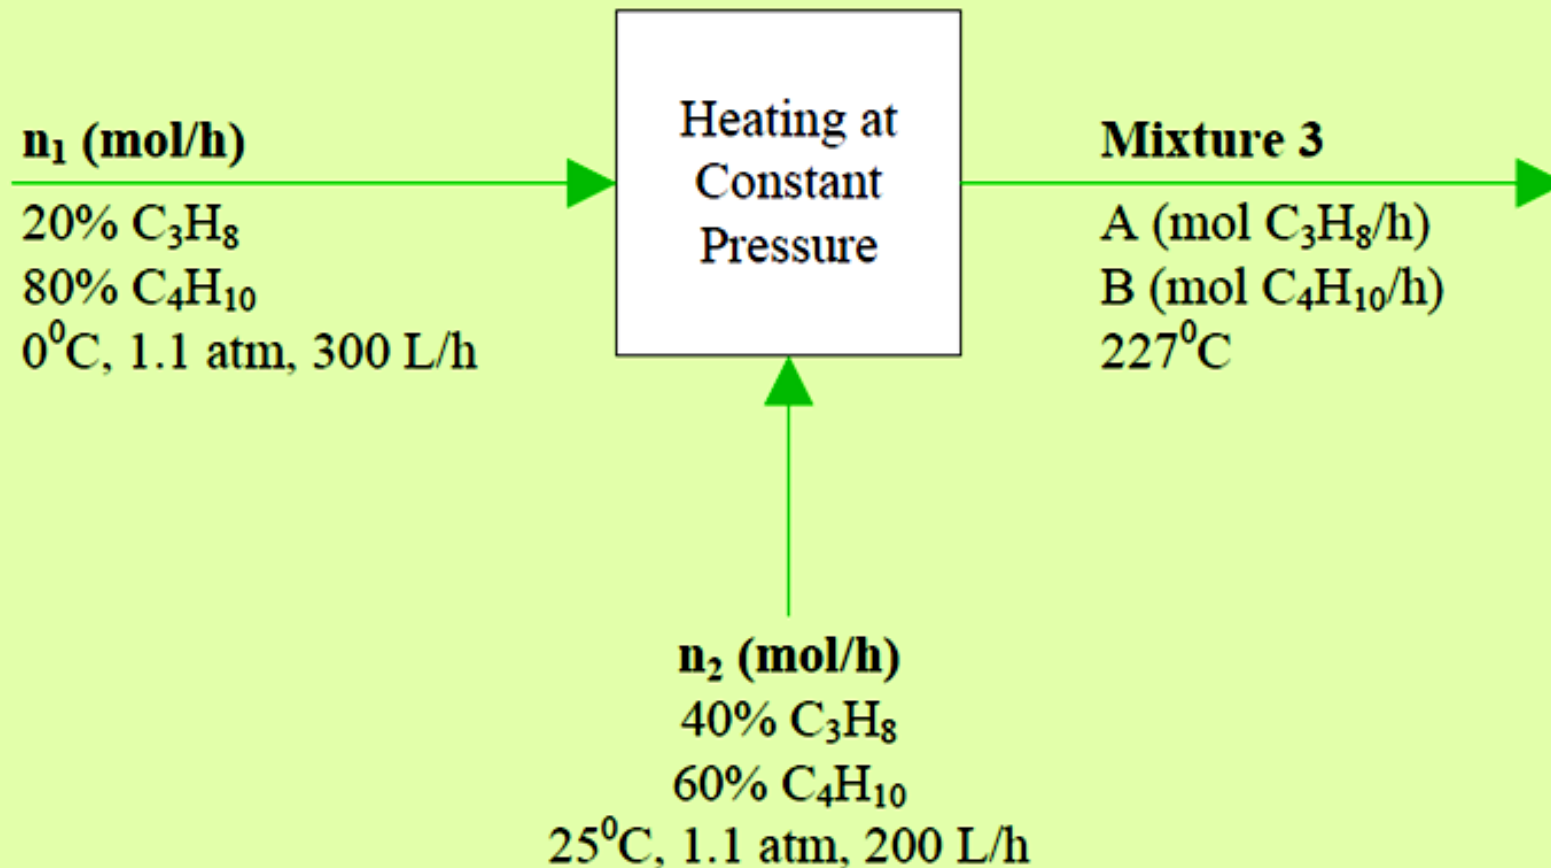 n₁ (mol/h)
20% C₃H₈
80% C₄H₁₀
0⁰C, 1.1 atm, 300 L/h
Heating at
Constant
Pressure
Mixture 3
A (mol C₃H₈/h)
B (mol C₄H₁₀/h)
227⁰C
n₂ (mol/h)
40% C₃H₈
60% C₄H₁₀
25⁰C, 1.1 atm, 200 L/h